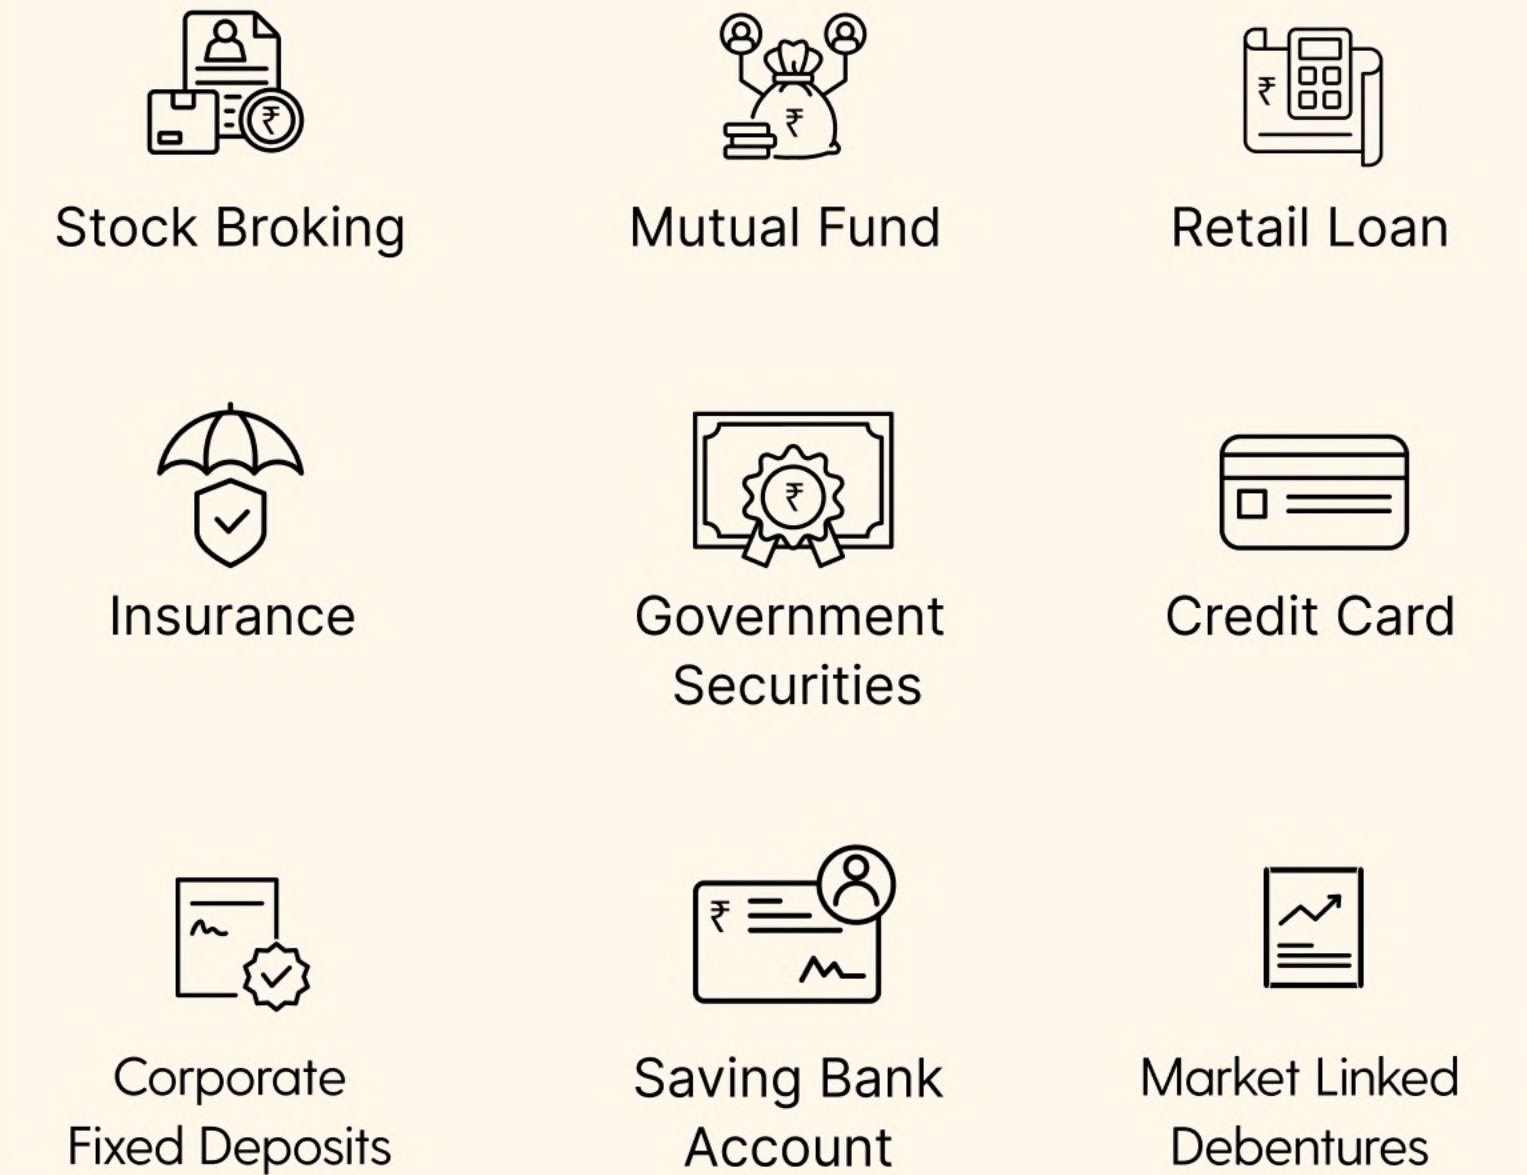 ₹
₹
₹
Stock Broking
Mutual Fund
Retail Loan
₹
Insurance
Government
Securities
Credit Card
₹
Corporate
Fixed Deposits
Saving Bank
Account
Market Linked
Debentures